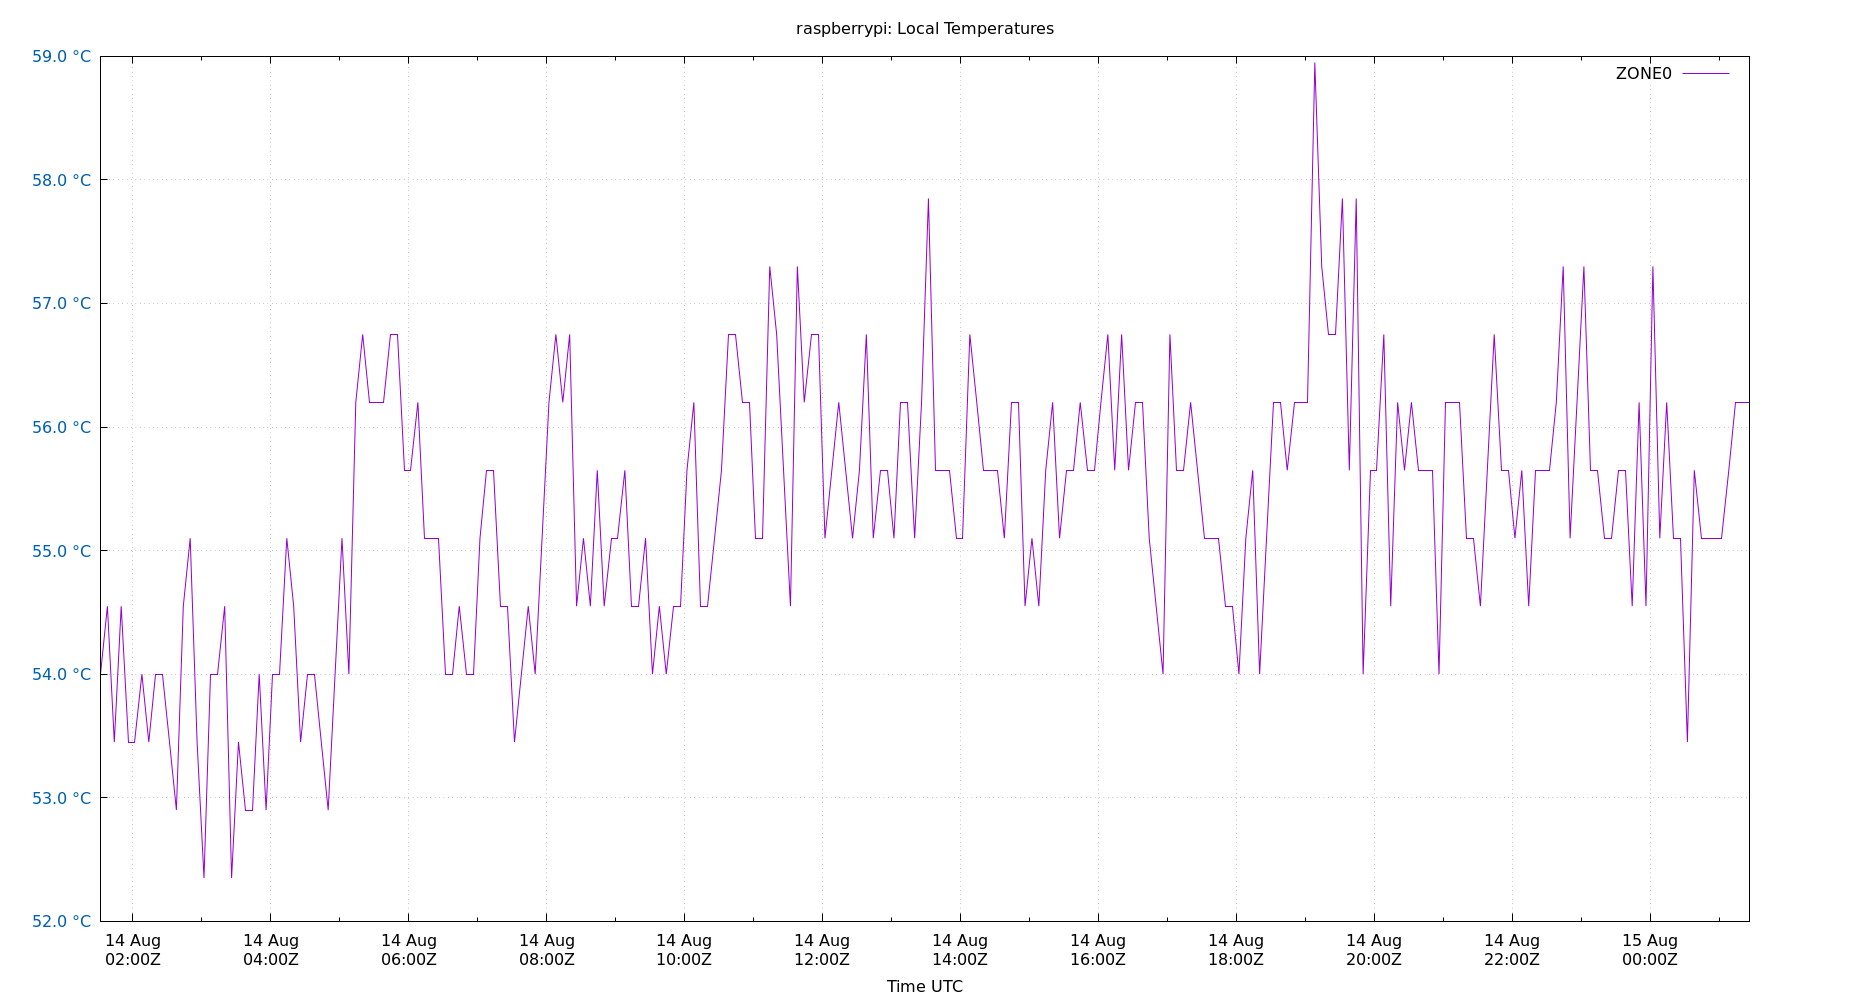 raspberrypi: Local Temperatures
59.0 °C
ZONE0
58.0 °C
57.0 °C
56.0 °C
55.0 °C
54.0 °C
53.0 °C
52.0 °C
14 Aug 14 Aug 14 Aug 14 Aug 14 Aug 14 Aug 14 Aug 14 Aug 14 Aug 14 Aug 14 Aug 15 Aug
02:00Z 04:00Z 06:00Z 08:00Z 10:00Z 12:00Z 14:00Z 16:00Z 18:00Z 20:00Z 22:00Z 00:00Z
Time UTC